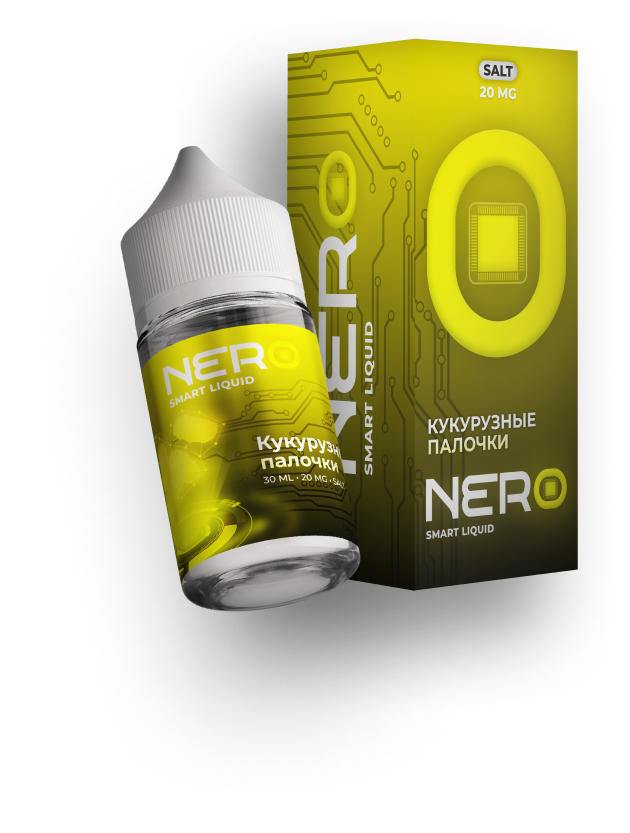 SALT
20 MG
NERO
SMART LIQUID
КУКУРУЗНЫЕ
ПАЛОЧКИ
NERO
SMART LIQUID
NERO
SMART LIQUID
палочки
30 ML · 20 MG · SALT